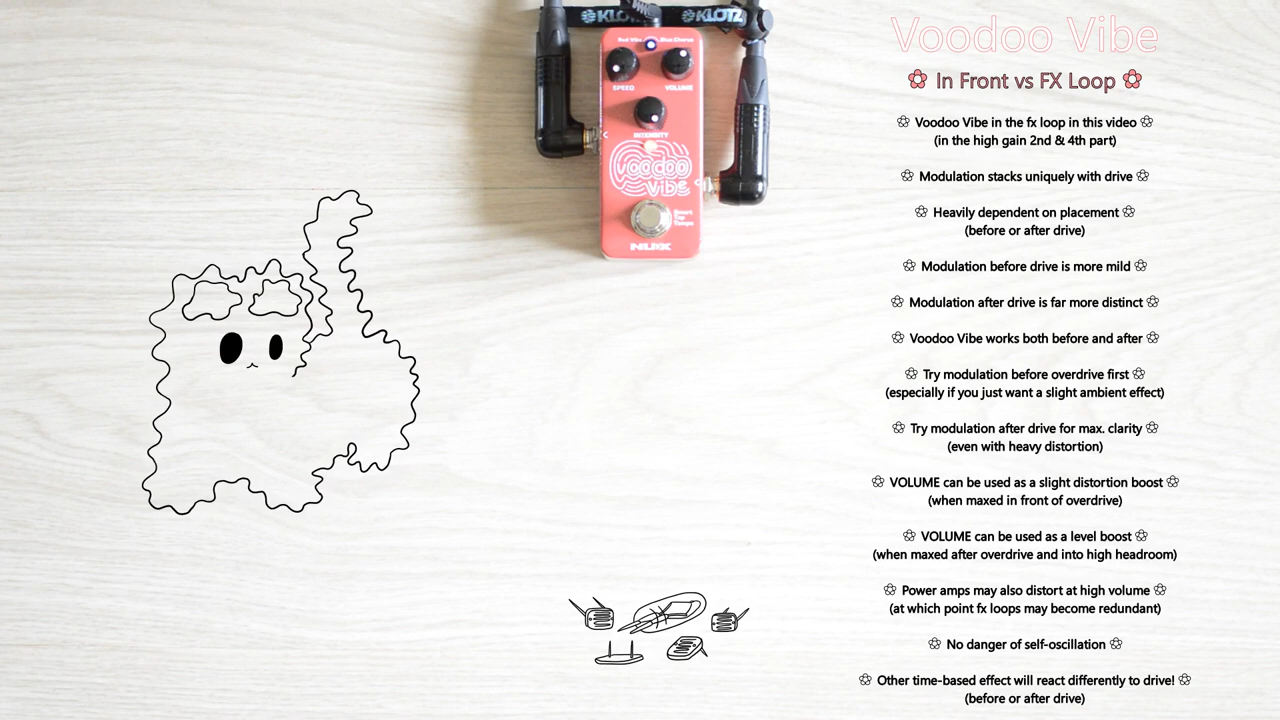 KLOTZ KLOTZ
Red: Vibe Blue: Chorus
SPEED VOLUME
INTENSITY
voodoo
vibe
Smart
Tap
Tempo
NUX
Voodoo Vibe
In Front vs FX Loop
Voodoo Vibe in the fx loop in this video
(in the high gain 2nd & 4th part)
Modulation stacks uniquely with drive
Heavily dependent on placement
(before or after drive)
Modulation before drive is more mild
Modulation after drive is far more distinct
Voodoo Vibe works both before and after
Try modulation before overdrive first
(especially if you just want a slight ambient effect)
Try modulation after drive for max. clarity
(even with heavy distortion)
VOLUME can be used as a slight distortion boost
(when maxed in front of overdrive)
VOLUME can be used as a level boost
(when maxed after overdrive and into high headroom)
Power amps may also distort at high volume
(at which point fx loops may become redundant)
No danger of self-oscillation
Other time-based effect will react differently to drive!
(before or after drive)